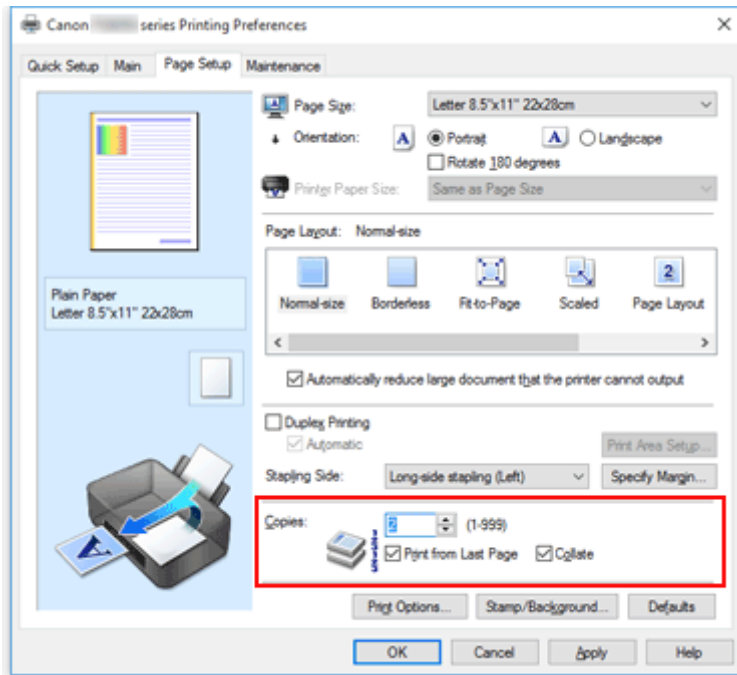 Canon series Printing Preferences
Quick Setup Main Page Setup Maintenance
Page Size: Letter 8.5"x11" 22x28cm
Orientation: A Portrait A Landscape
Rotate 180 degrees
Printer Paper Size: Same as Page Size
Page Layout: Normal-size
2
Normal-size Borderless Fit-to-Page Scaled Page Layout
Plain Paper
Letter 8.5"x11" 22x28cm
Automatically reduce large document that the printer cannot output
Duplex Printing
Automatic
Print Area Setup...
Stapling Side: Long-side stapling (Left) Specify Margin...
Copies: 2 (1-999)
Print from Last Page Collate
A
Print Options... Stamp/Background... Defaults
OK Cancel Apply Help